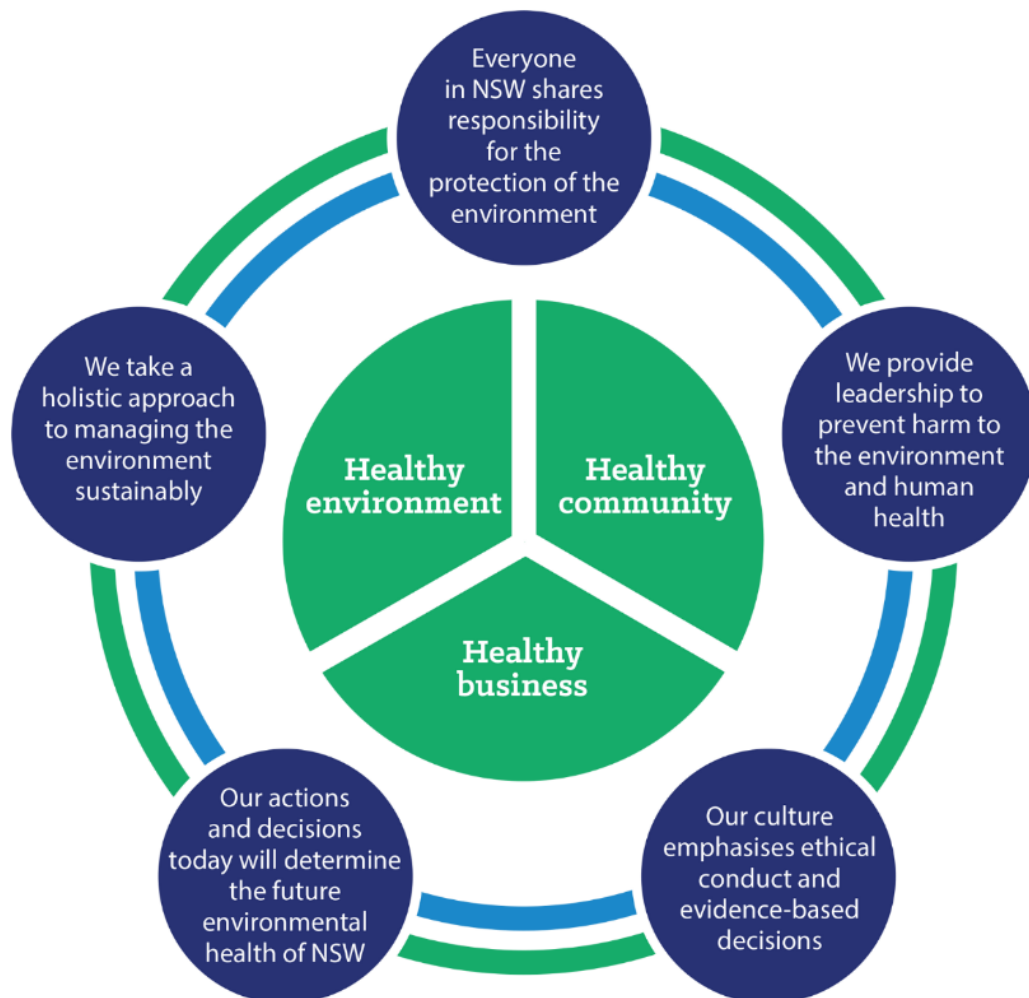 Everyone
in NSW shares
responsibility
for the
protection of the
environment
We take a
holistic approach
to managing the
environment
sustainably
We provide
leadership to
prevent harm to
the environment
and human
health
Healthy
environment
Healthy
community
Healthy
business
Our actions
and decisions
today will determine
the future
environmental
health of NSW
Our culture
emphasises ethical
conduct and
evidence-based
decisions